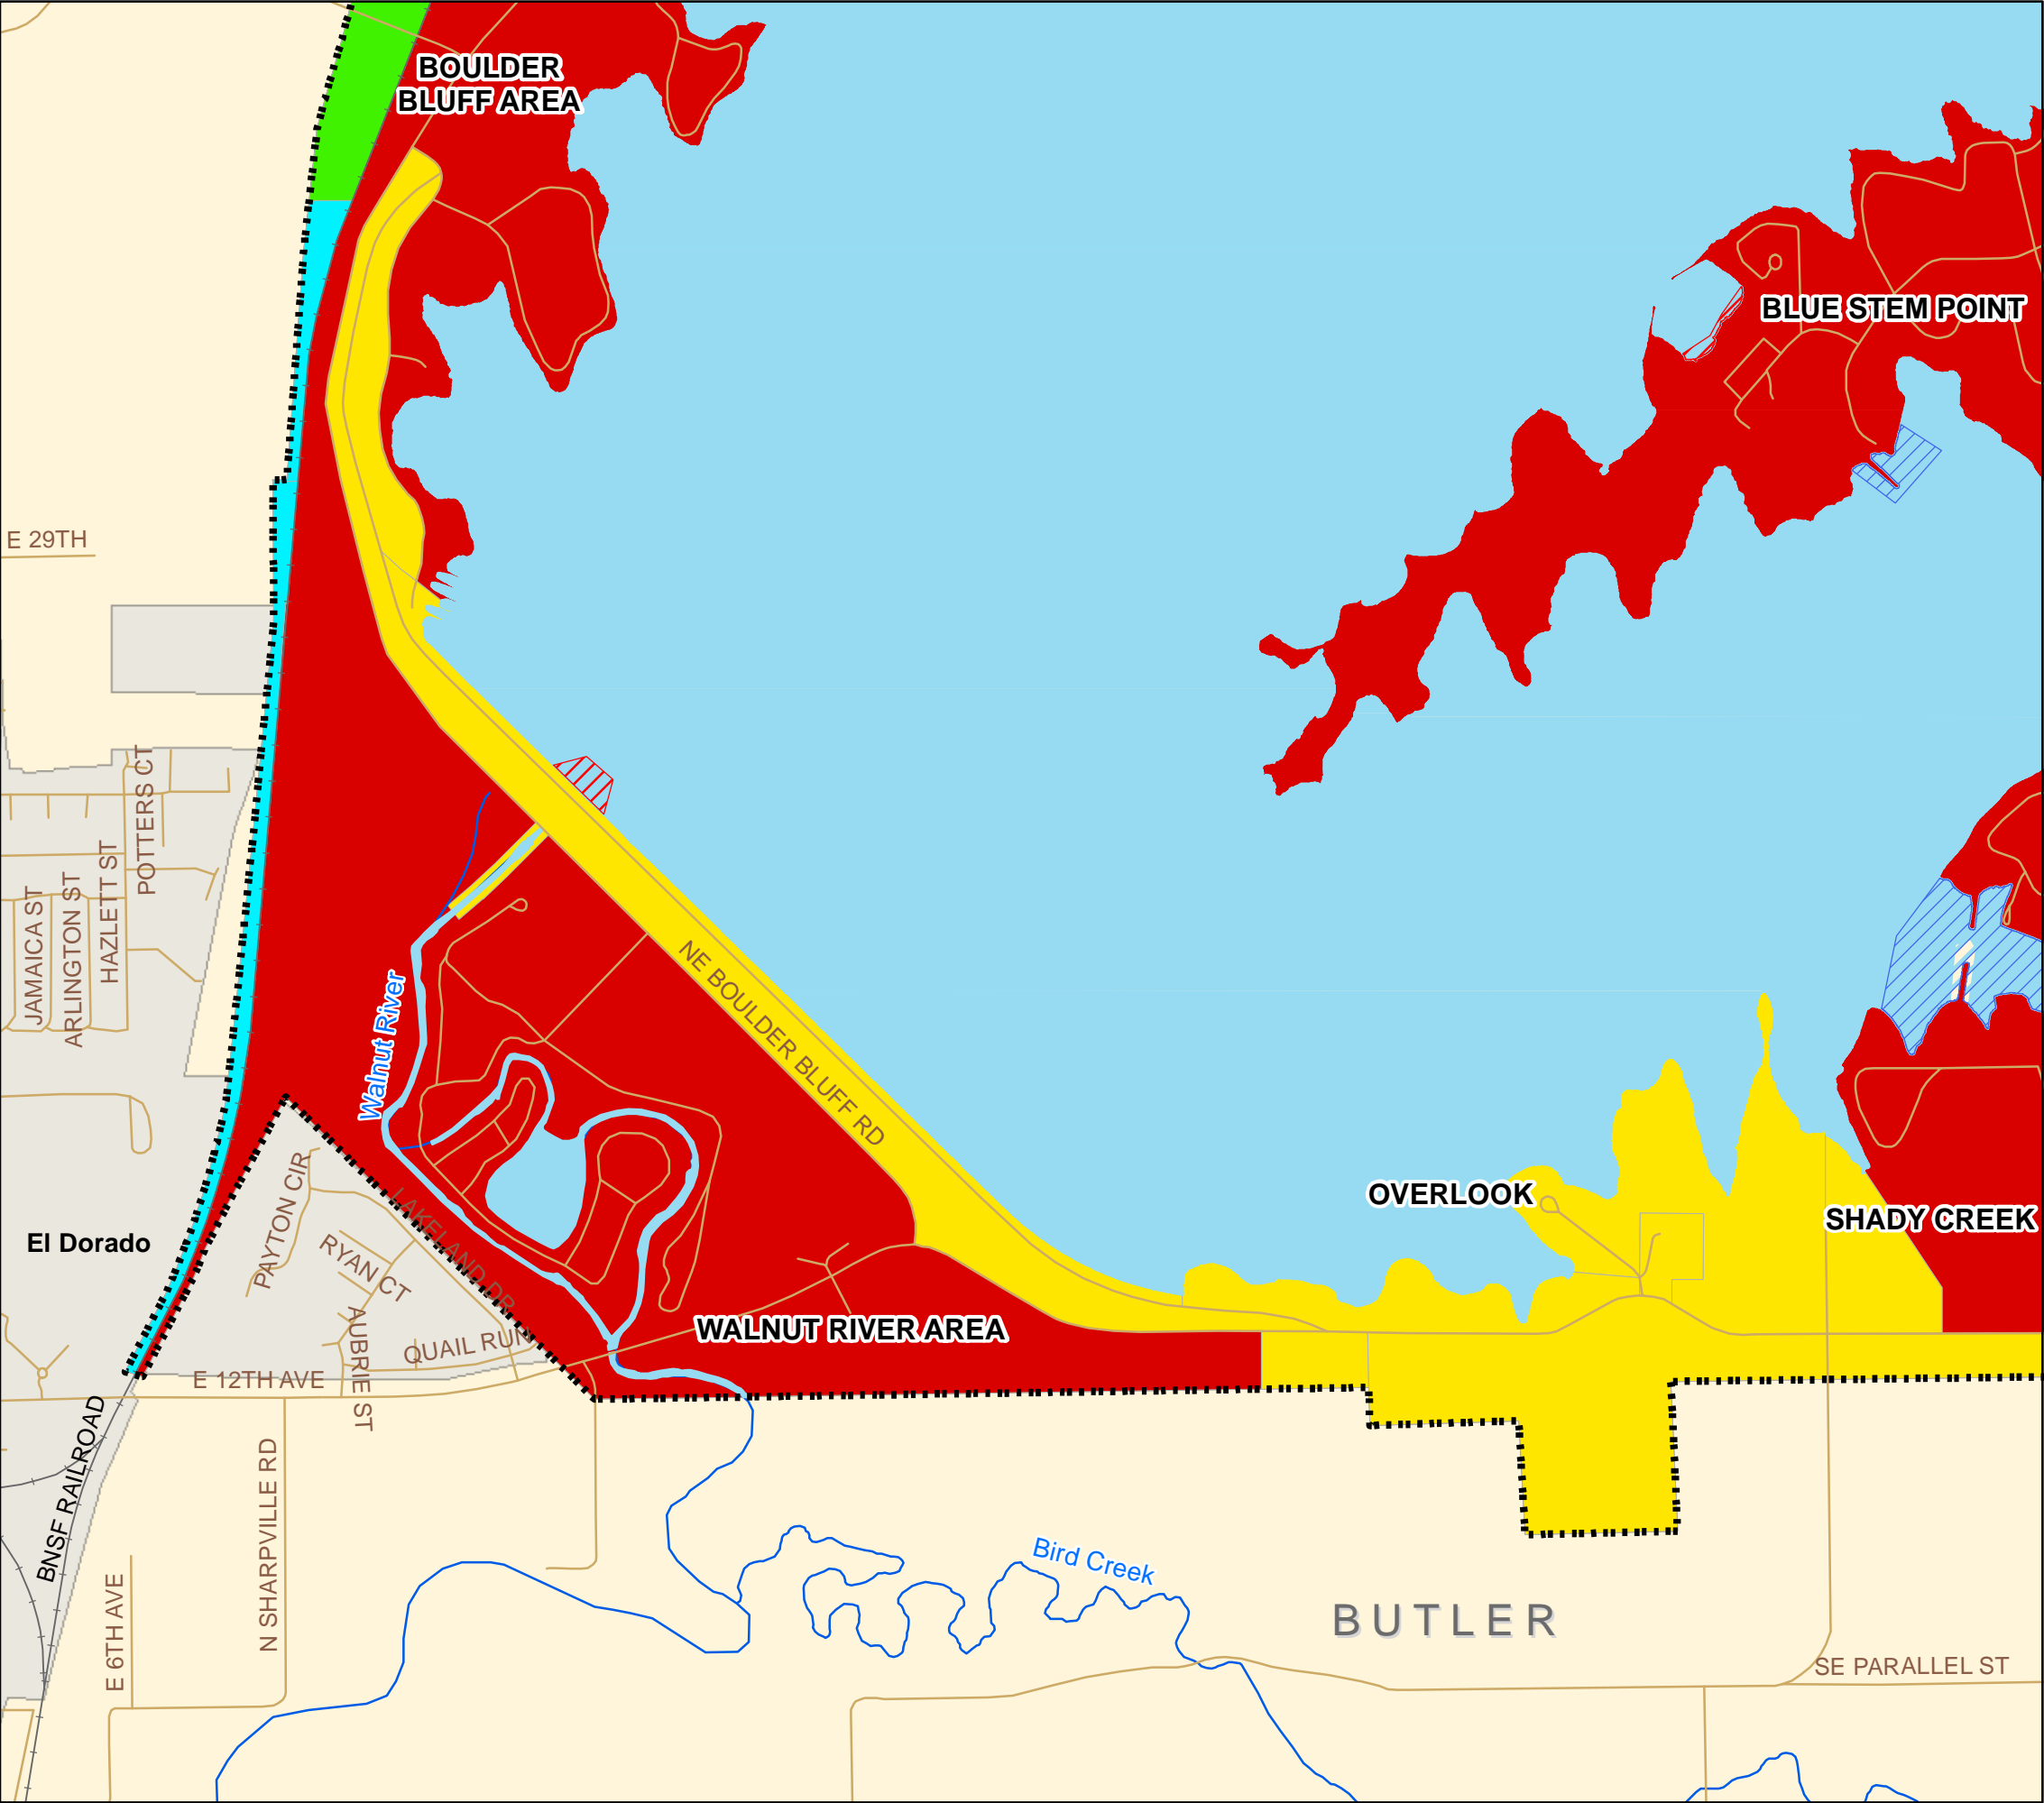 BOULDER
BLUFF AREA
BLUE STEM POINT
E 29TH
POTTERS CT
HAZLETT ST
JAMAICA ST
ARLINGTON ST
Walnut River
NE BOULDER BLUFF RD
OVERLOOK
SHADY CREEK
El Dorado
PAYTON CIR
RYAN CT
LAKELAND DR
AUBRIE ST
QUAIL RUN
WALNUT RIVER AREA
E 12TH AVE
BNSF RAILROAD
N SHARPVILLE RD
E 6TH AVE
Bird Creek
BUTLER
SE PARALLEL ST